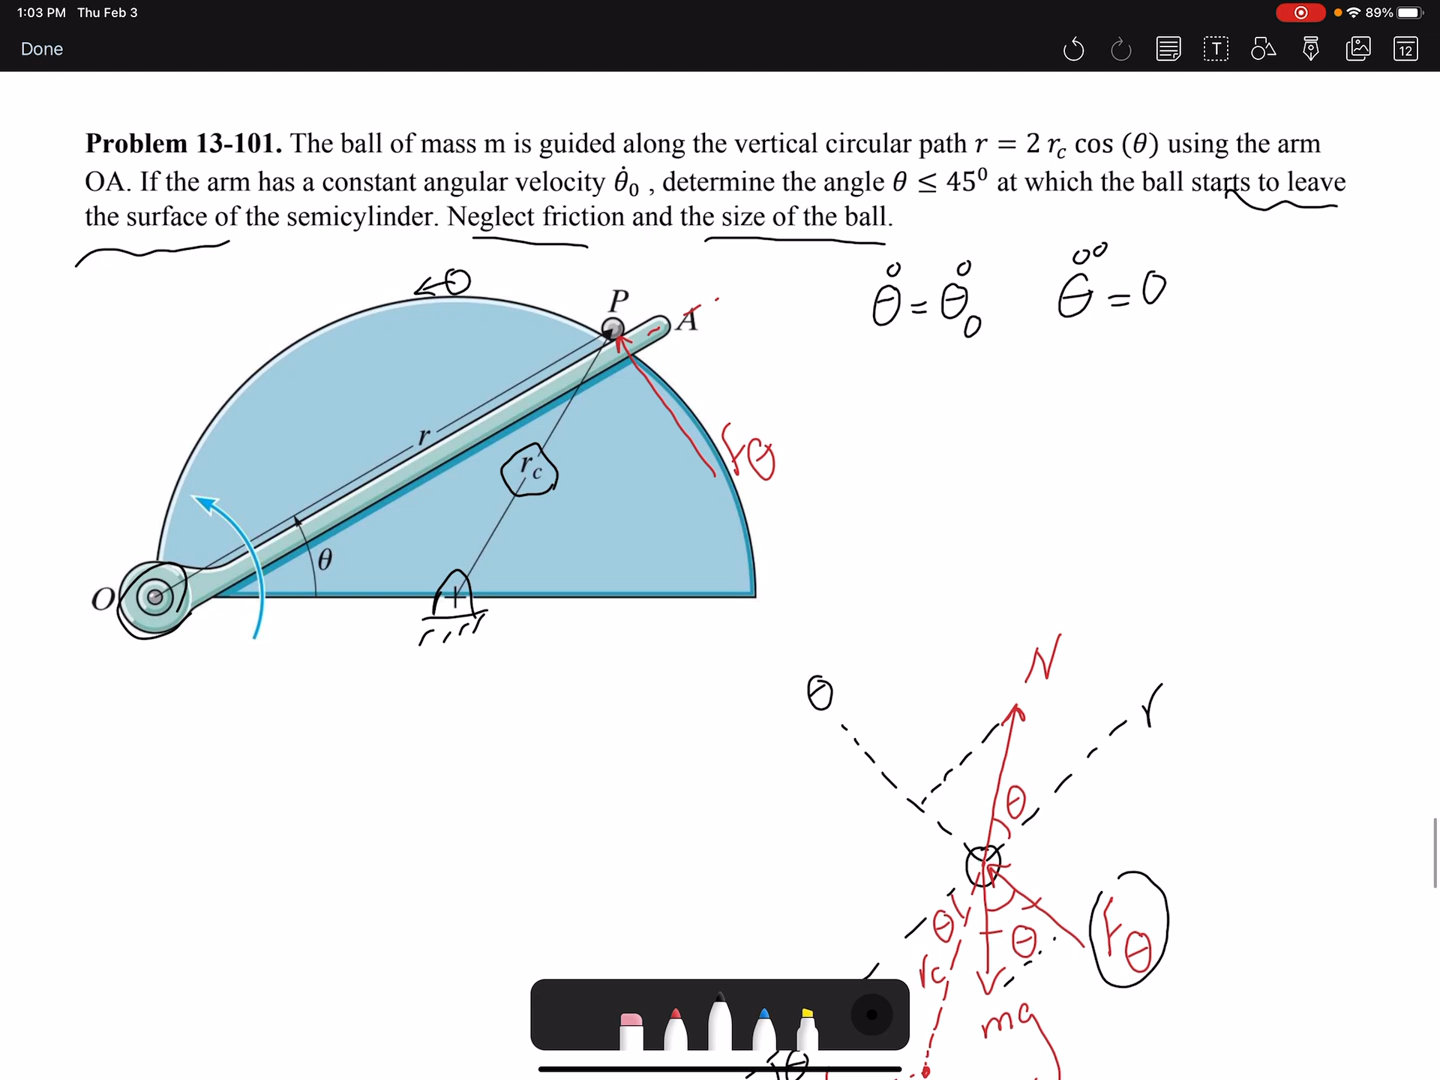 1:03 PM Thu Feb 3
89%
Done
T
12
Problem 13-101. The ball of mass m is guided along the vertical circular path r = 2 r_c cos (θ) using the arm
OA. If the arm has a constant angular velocity θ̇₀ , determine the angle θ ≤ 45⁰ at which the ball starts to leave
the surface of the semicylinder. Neglect friction and the size of the ball.
θ̇ = θ̇₀ θ̈ = 0
P
A
r
F_θ
r_c
θ
O
N
θ
r
θ
θ
θ
F_θ
r_c
mg
θ